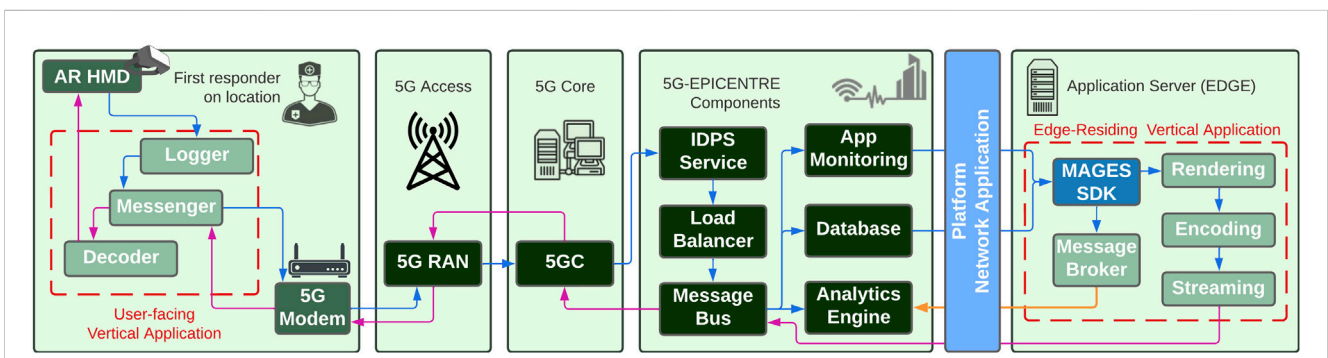 AR HMD
First responder
on location
Logger
Messenger
Decoder
User-facing
Vertical Application
5G
Modem
5G Access
5G RAN
5G Core
5GC
5G-EPICENTRE
Components
IDPS
Service
Load
Balancer
Message
Bus
App
Monitoring
Database
Analytics
Engine
Platform
Network Application
Application Server (EDGE)
Edge-Residing Vertical Application
MAGES
SDK
Message
Broker
Rendering
Encoding
Streaming